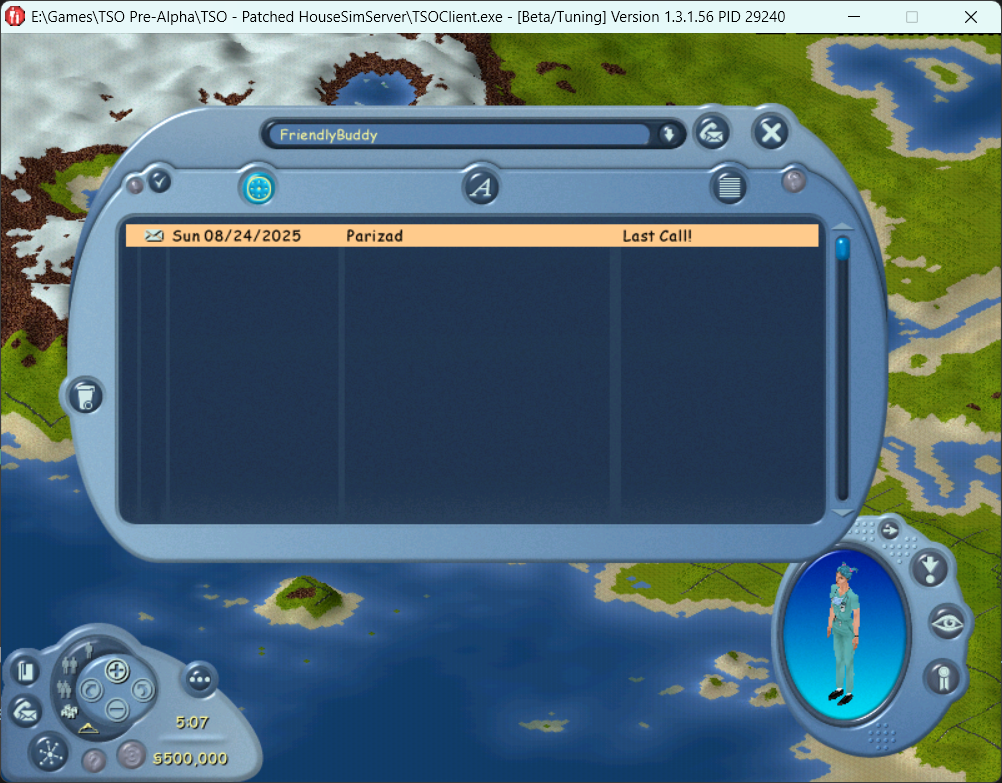 E:\Games\TSO Pre-Alpha\TSO - Patched HouseSimServer\TSOClient.exe - [Beta/Tuning] Version 1.3.1.56 PID 29240
FriendlyBuddy
A
Sun 08/24/2025 Parizad Last Call!
5:07
$500,000